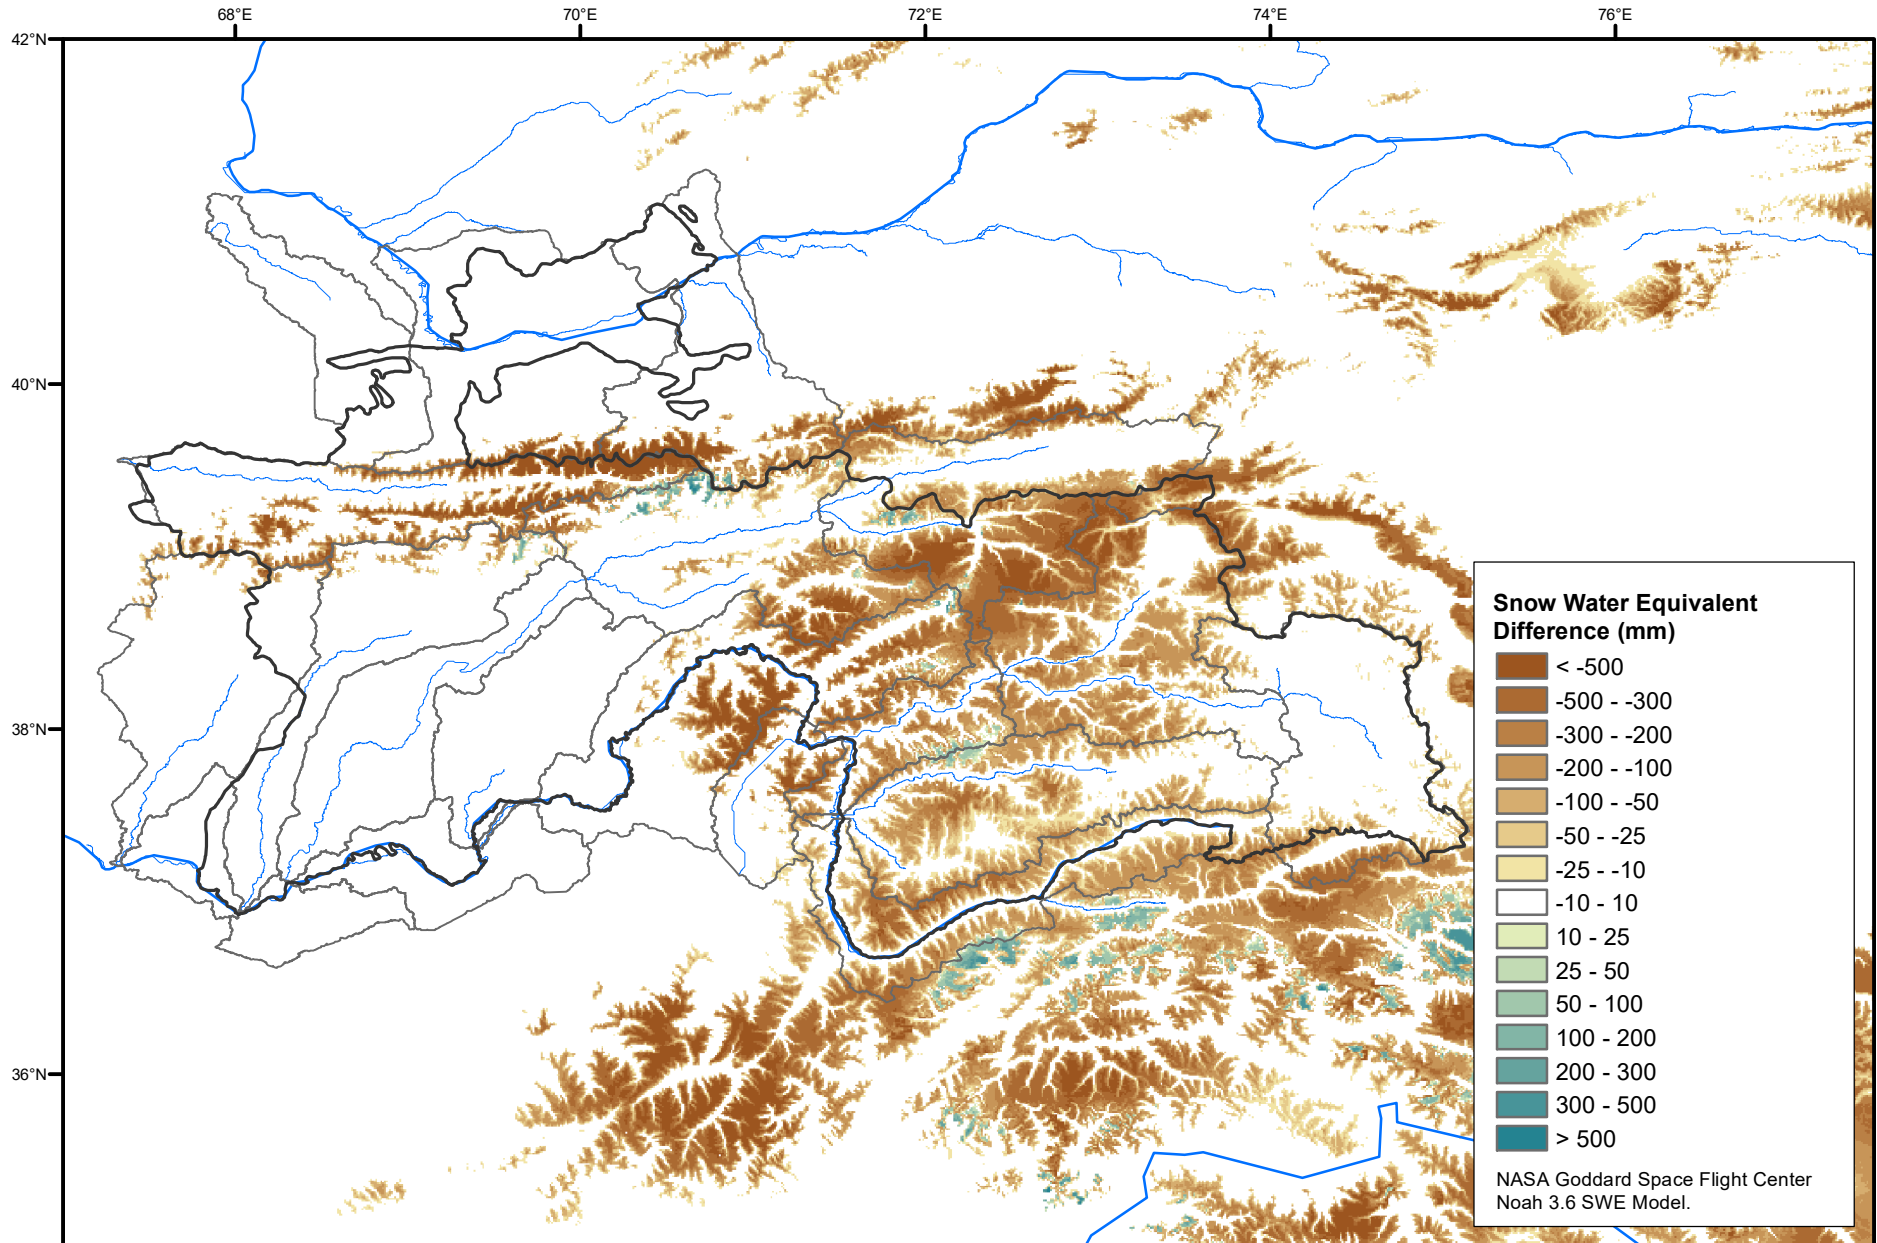 68°E
70°E
72°E
74°E
76°E
42°N
40°N
38°N
36°N
Snow Water Equivalent
Difference (mm)
< -500
-500 - -300
-300 - -200
-200 - -100
-100 - -50
-50 - -25
-25 - -10
-10 - 10
10 - 25
25 - 50
50 - 100
100 - 200
200 - 300
300 - 500
> 500
NASA Goddard Space Flight Center
Noah 3.6 SWE Model.